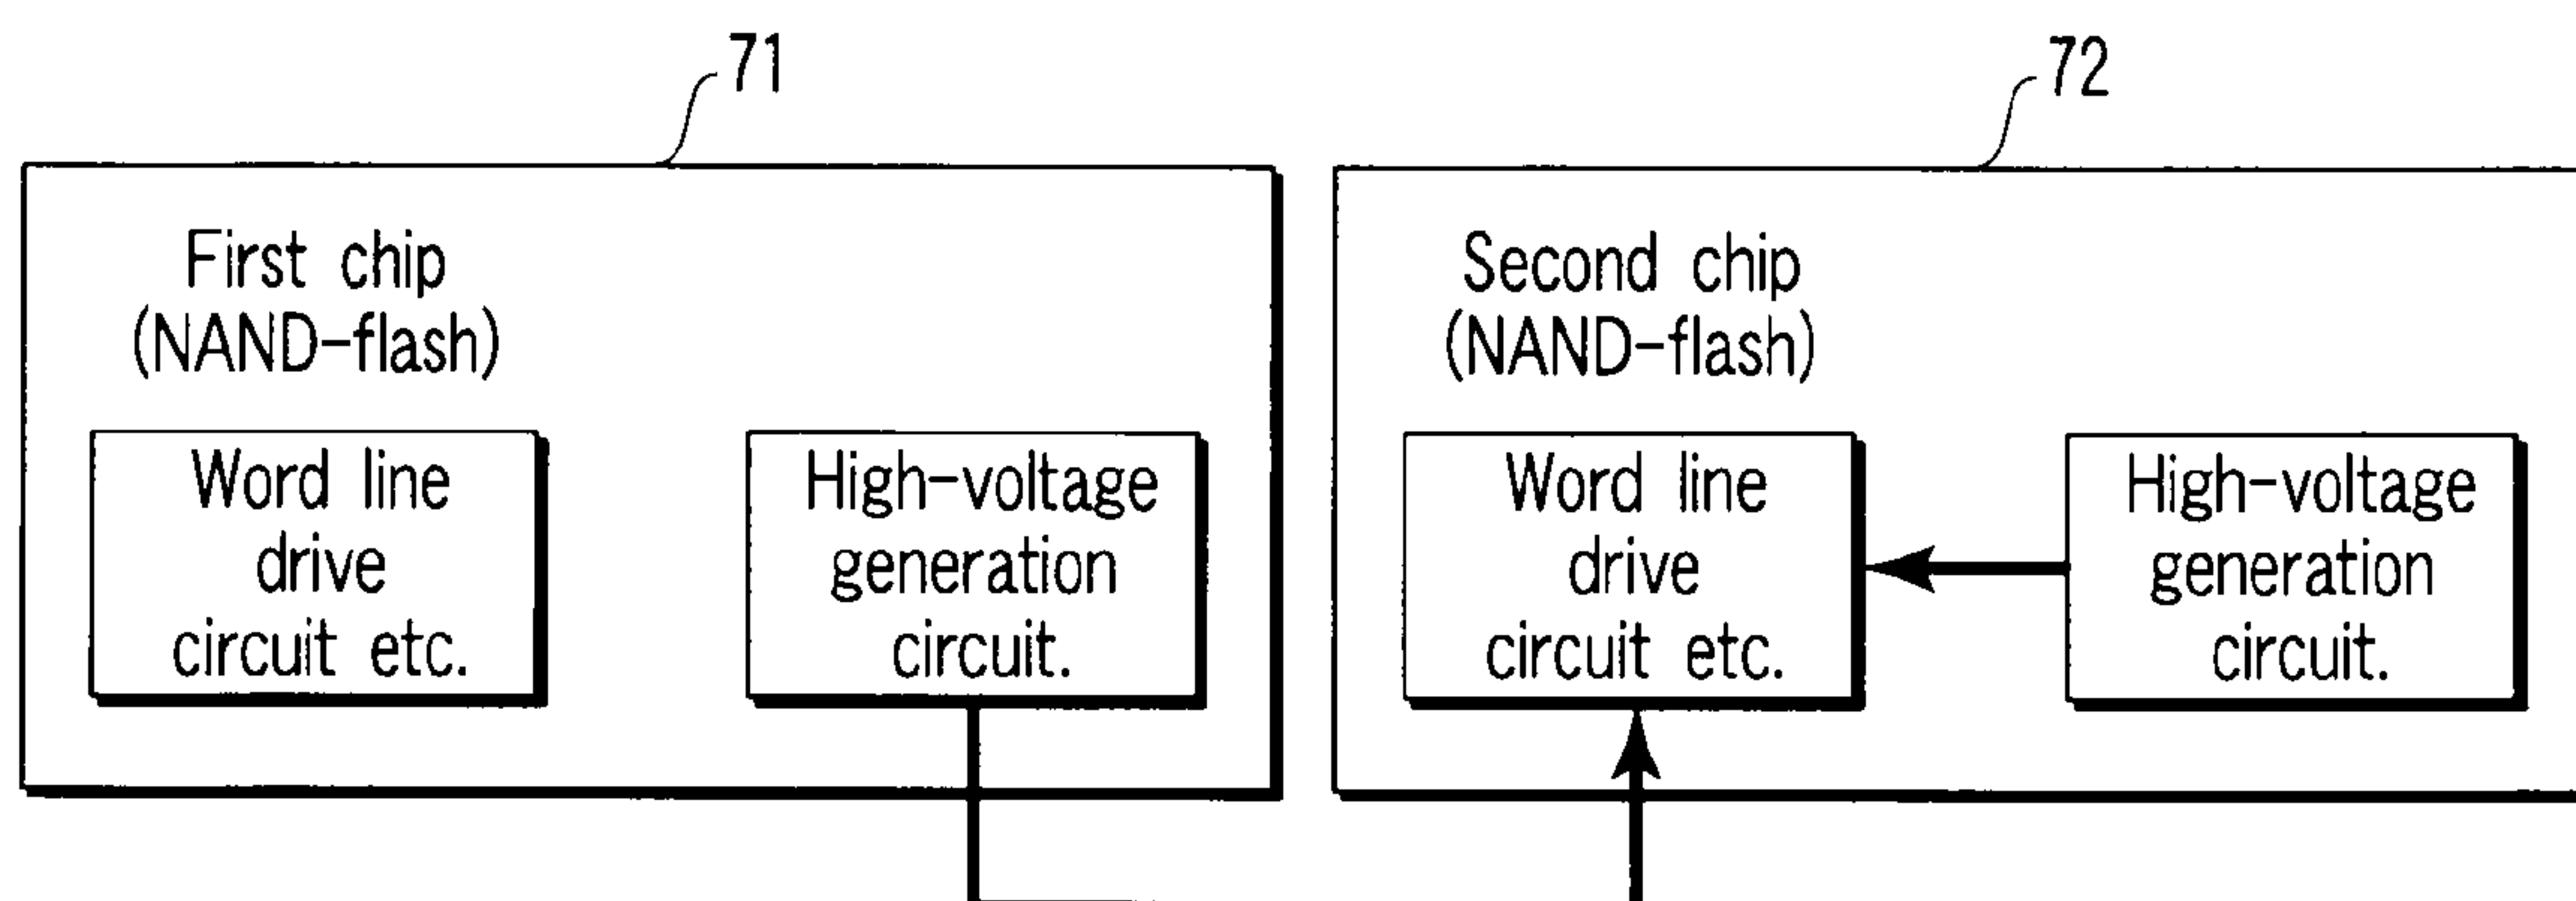 71
72
First chip
(NAND-flash)
Word line
drive
circuit etc.
High-voltage
generation
circuit.
Second chip
(NAND-flash)
Word line
drive
circuit etc.
High-voltage
generation
circuit.